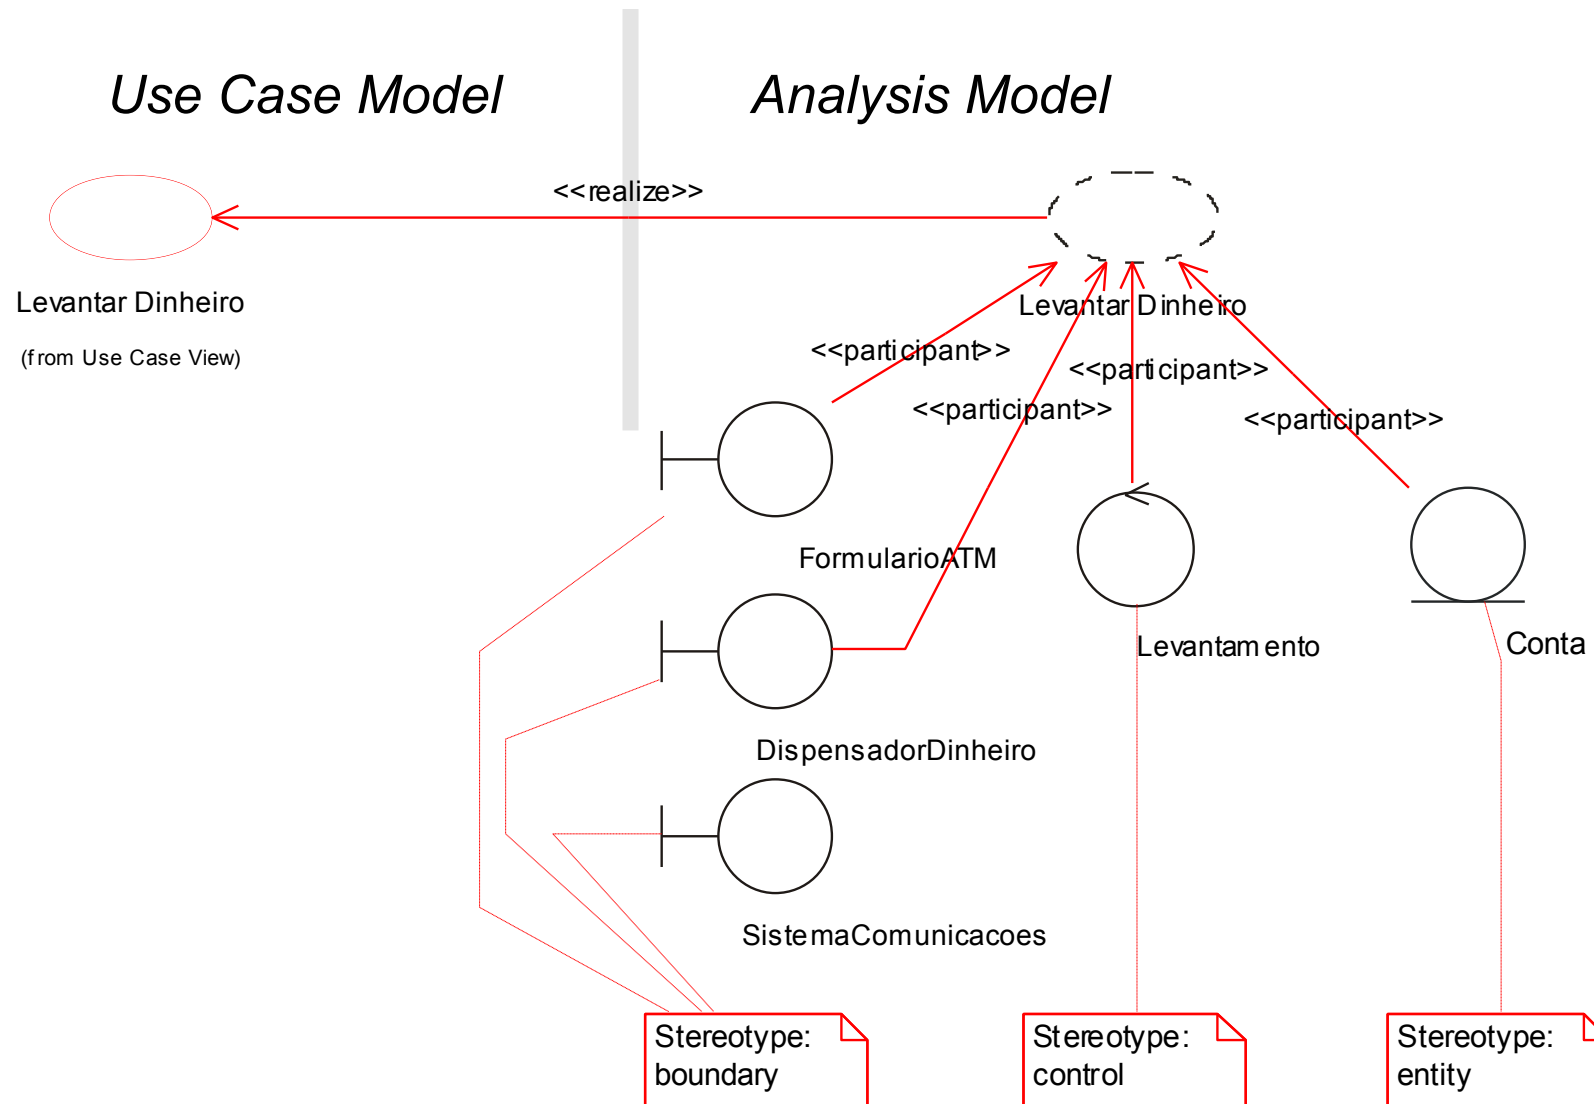 Use Case Model
Analysis Model
<<realize>>
Levantar Dinheiro
(from Use Case View)
Levantar Dinheiro
<<participant>>
<<participant>>
<<participant>>
<<participant>>
FormularioATM
Levantamento
Conta
DispensadorDinheiro
SistemaComunicacoes
Stereotype:
boundary
Stereotype:
control
Stereotype:
entity